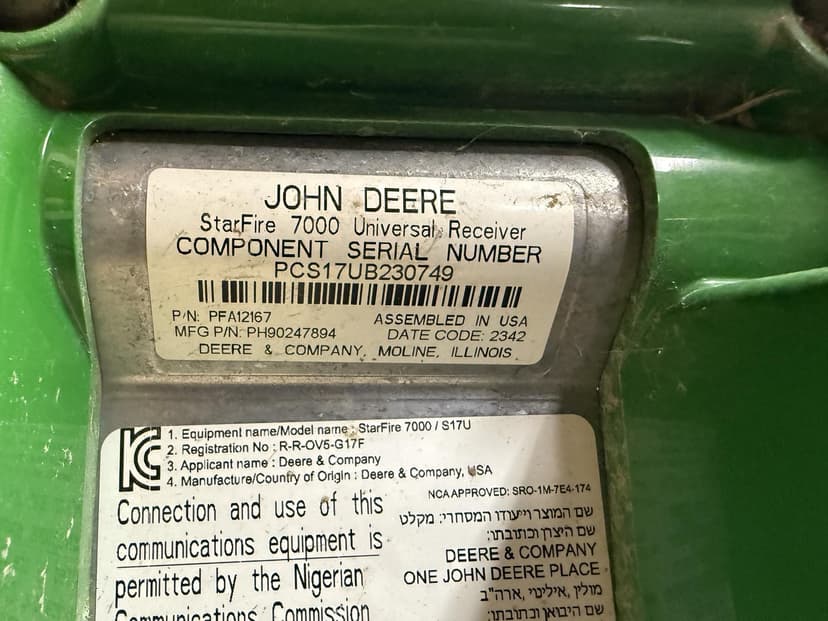 JOHN DEERE
StarFire 7000 Universal Receiver
COMPONENT SERIAL NUMBER
PCS17UB230749
P/N: PFA12167
ASSEMBLED IN USA
MFG P/N: PH90247894
DATE CODE: 2342
DEERE & COMPANY, MOLINE, ILLINOIS
1. Equipment name/Model name : StarFire 7000 / S17U
2. Registration No : R-R-OV5-G17F
3. Applicant name : Deere & Company
4. Manufacture/Country of Origin : Deere & Company, USA
Connection and use of this
communications equipment is
permitted by the Nigerian
Communications Commission
NCA APPROVED: SRO-1M-7E4-174
שם המוצר וייעודו המסחרי: מקלט
שם היצרן וכתובתו:
DEERE & COMPANY
ONE JOHN DEERE PLACE
מולין, אילינוי, ארה"ב
שם היבואן וכתובתו: